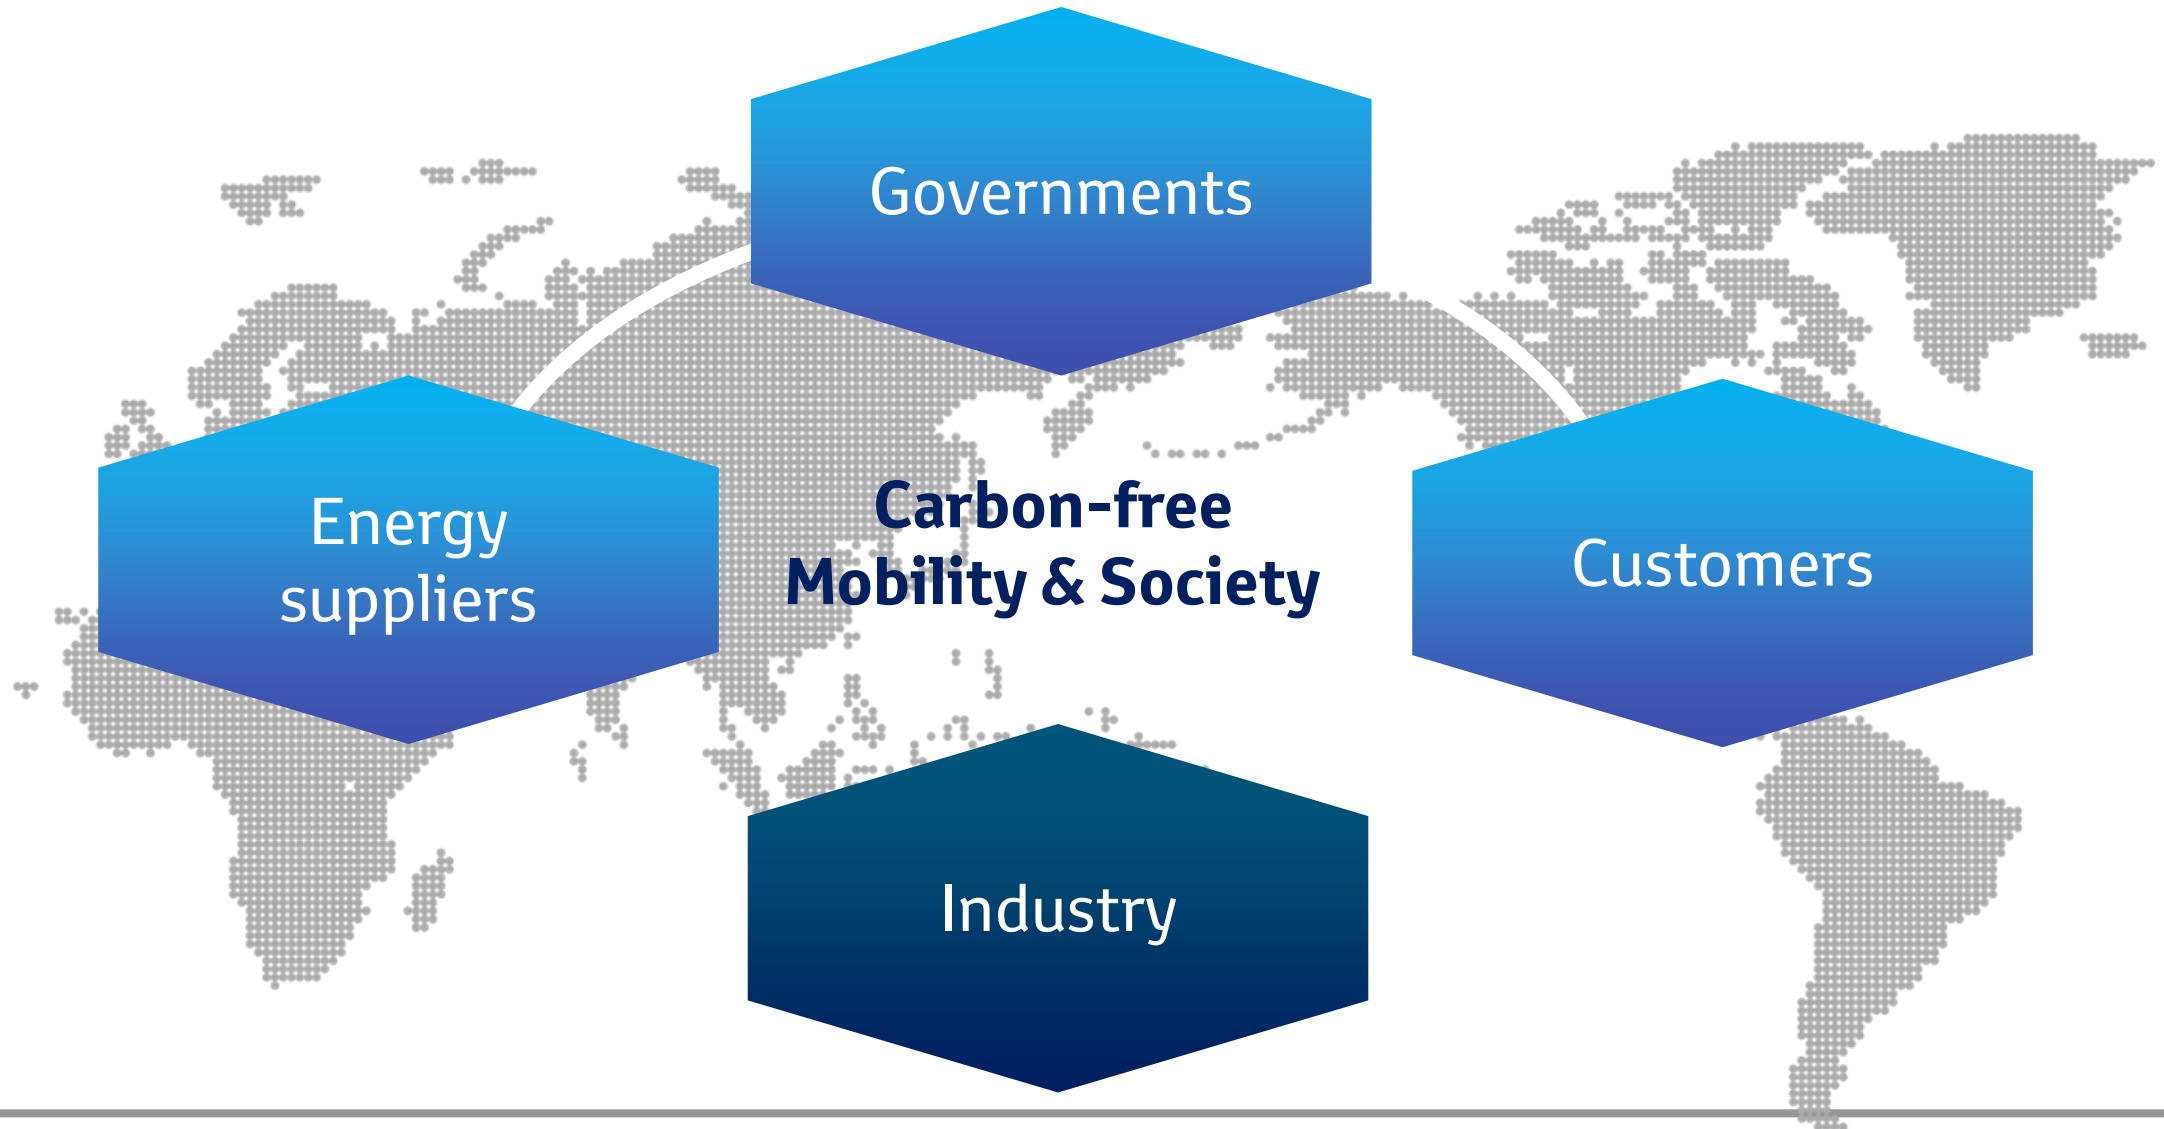 Governments
Energy
suppliers
Carbon-free
Mobility & Society
Customers
Industry